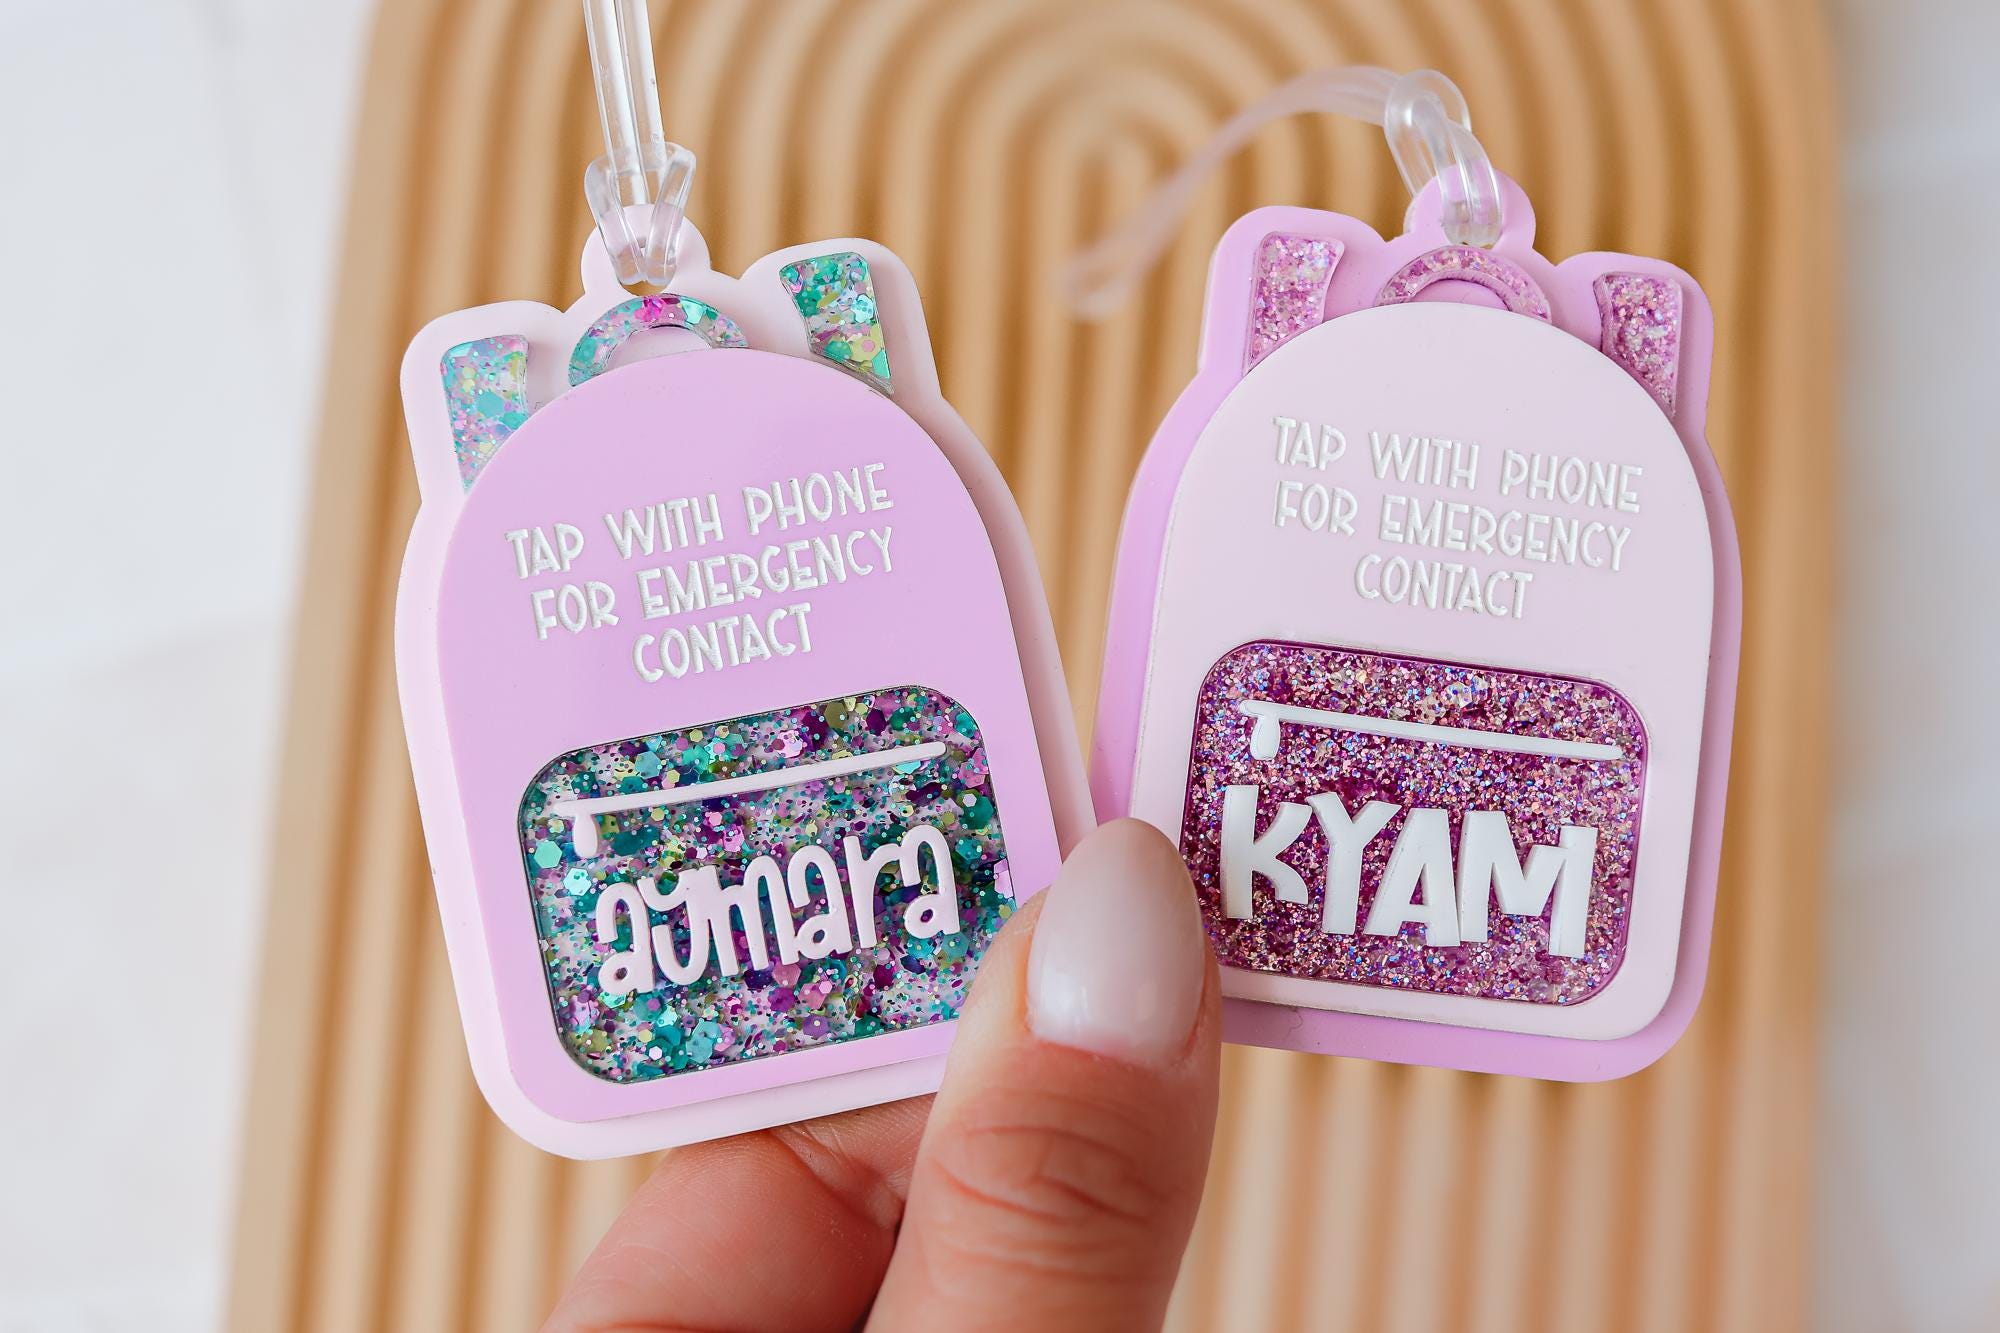 TAP WITH PHONE
FOR EMERGENCY
CONTACT
aymara
TAP WITH PHONE
FOR EMERGENCY
CONTACT
KYAM